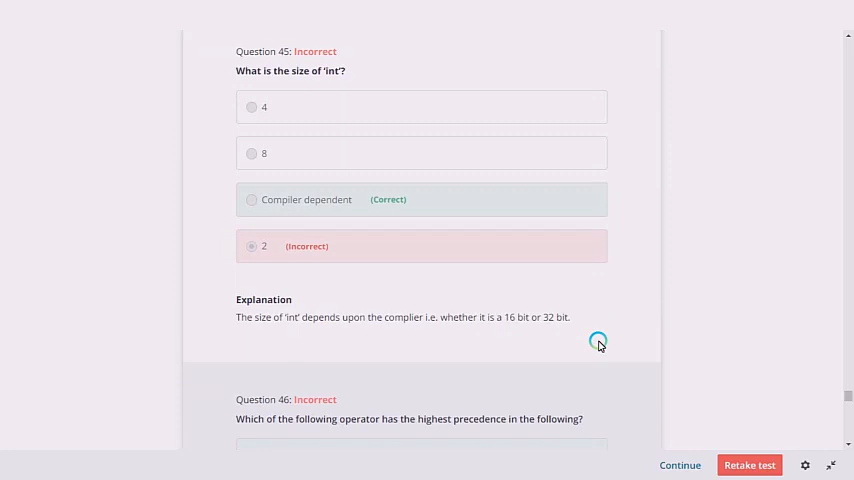 Question 45: Incorrect
What is the size of ‘int’?
4
8
Compiler dependent (Correct)
2 (Incorrect)
Explanation
The size of ‘int’ depends upon the complier i.e. whether it is a 16 bit or 32 bit.
Question 46: Incorrect
Which of the following operator has the highest precedence in the following?
Continue
Retake test